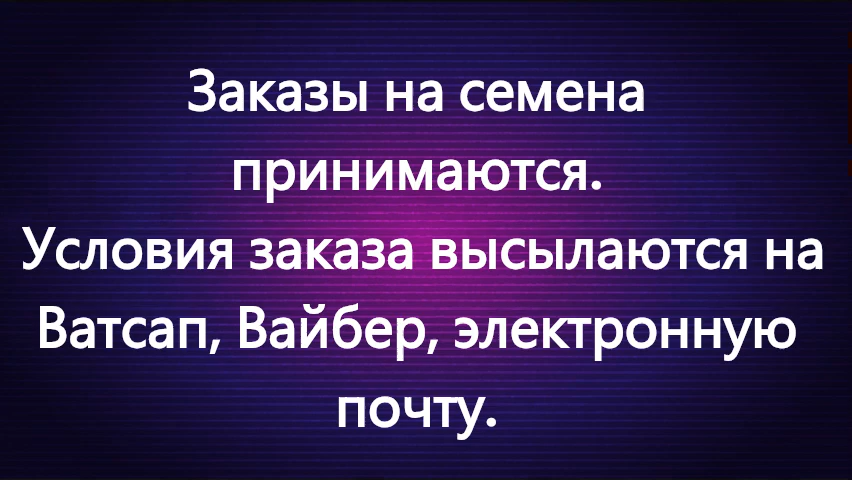 Заказы на семена
принимаются.
Условия заказа высылаются на
Ватсап, Вайбер, электронную
почту.